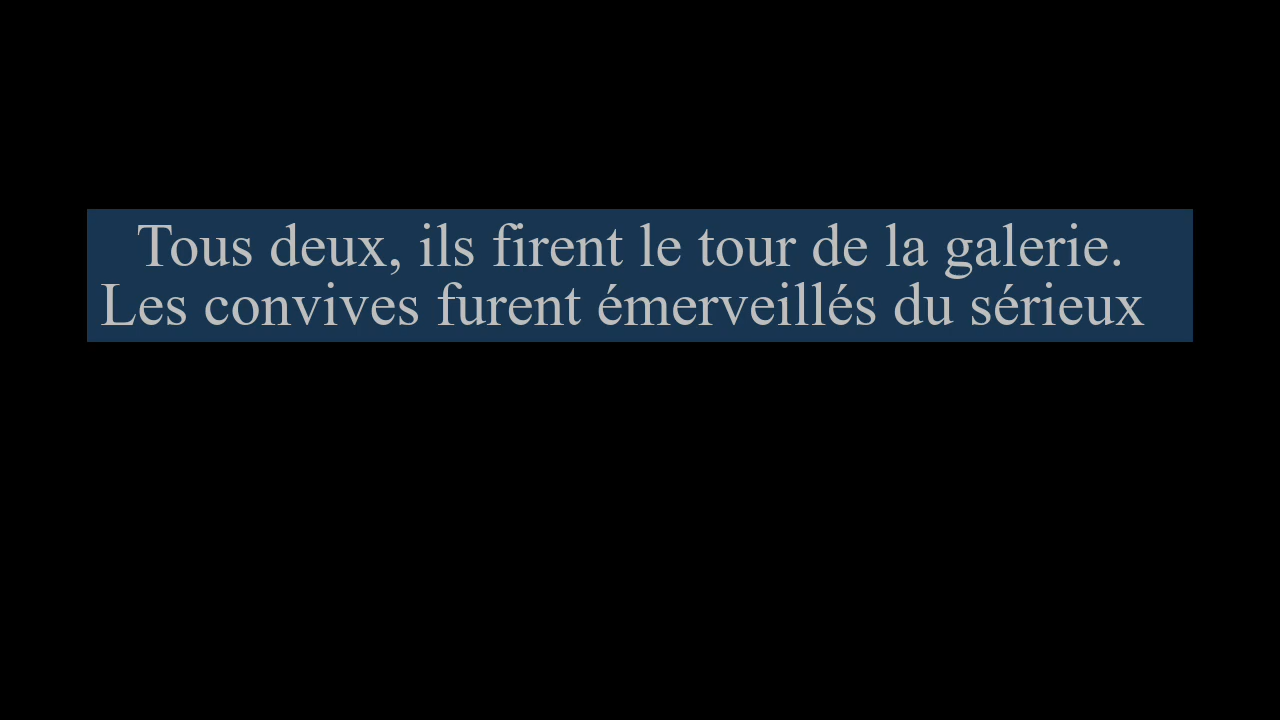 Tous deux, ils firent le tour de la galerie.
Les convives furent émerveillés du sérieux